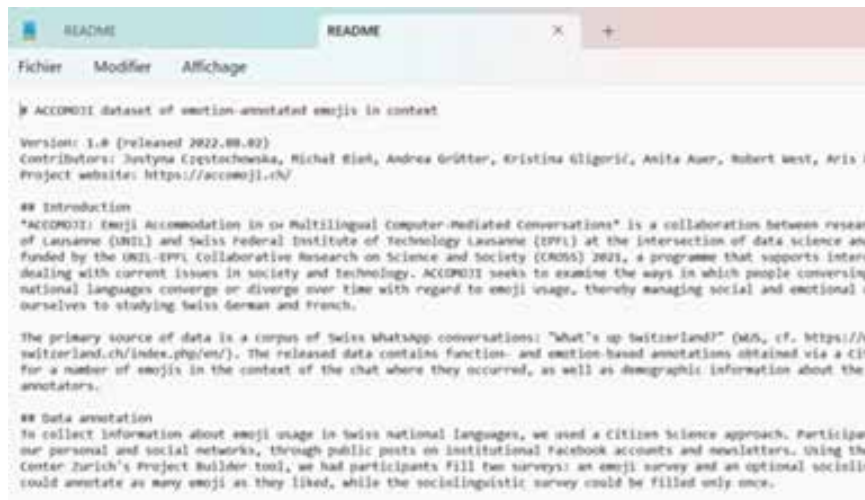 README README × +
Fichier Modifier Affichage
# ACCOMOJI dataset of emotion-annotated emojis in context
Version: 1.0 (released 2022.08.02)
Contributors: Justyna Częstochowska, Michał Bień, Andrea Grütter, Kristina Gligorić, Anita Auer, Robert West, Aris
Project website: https://accomoji.ch/
## Introduction
"ACCOMOJI: Emoji Accommodation in Multilingual Computer-Mediated Conversations" is a collaboration between
of Lausanne (UNIL) and Swiss Federal Institute of Technology Lausanne (EPFL) at the intersection of data science and
funded by the UNIL-EPFL Collaborative Research on Science and Society (CROSS) 2021, a programme that supports
dealing with current issues in society and technology. ACCOMOJI seeks to examine the ways in which people
national languages converge or diverge over time with regard to emoji usage, thereby managing social and emotional
ourselves to studying Swiss German and French.
The primary source of data is a corpus of Swiss WhatsApp conversations: "What's up Switzerland?" (WUS, cf. https://
switzerland.ch/index.php/en/). The released data contains function- and emotion-based annotations obtained via a
for a number of emojis in the context of the chat where they occurred, as well as demographic information about the
annotators.
## Data annotation
To collect information about emoji usage in Swiss national languages, we used a Citizen Science approach.
our personal and social networks, through public posts on institutional Facebook accounts and newsletters. Using the
Center Zurich's Project Builder tool, we had participants fill two surveys: an emoji survey and an optional
could annotate as many emoji as they liked, while the sociolinguistic survey could be filled only once.